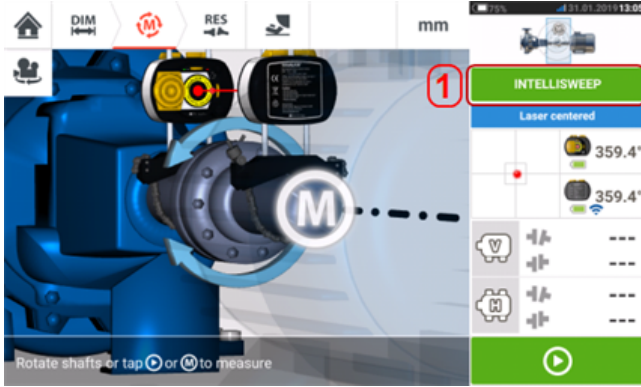 75% 31.01.2019 13:05
DIM
M
RES
mm
1
INTELLISWEEP
Laser centered
359.4°
359.4°
M
V
---
---
H
---
---
Rotate shafts or tap or M to measure